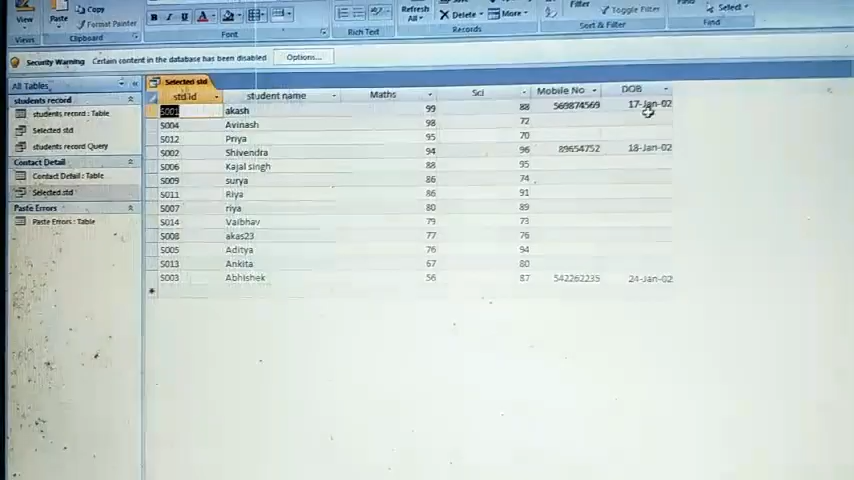 View
Paste
Copy
Format Painter
B I U A
Refresh
All
Delete
More
Filter
Toggle Filter
Select
Views
Clipboard
Font
Rich Text
Records
Sort & Filter
Find
Security Warning Certain content in the database has been disabled Options...
All Tables «
students record
students record : Table
Selected std
students record Query
Contact Detail
Contact Detail : Table
Selected std
Paste Errors
Paste Errors : Table
Selected std
std id student name Maths Sci Mobile No DOB
S001 akash 99 88 569874569 17-Jan-02
S004 Avinash 98 72
S012 Priya 95 70
S002 Shivendra 94 96 89654752 18-Jan-02
S006 Kajal singh 88 95
S009 surya 86 74
S011 Riya 86 91
S007 riya 80 89
S014 Vaibhav 79 73
S008 akas23 77 76
S005 Aditya 76 94
S013 Ankita 67 80
S003 Abhishek 56 87 542262235 24-Jan-02